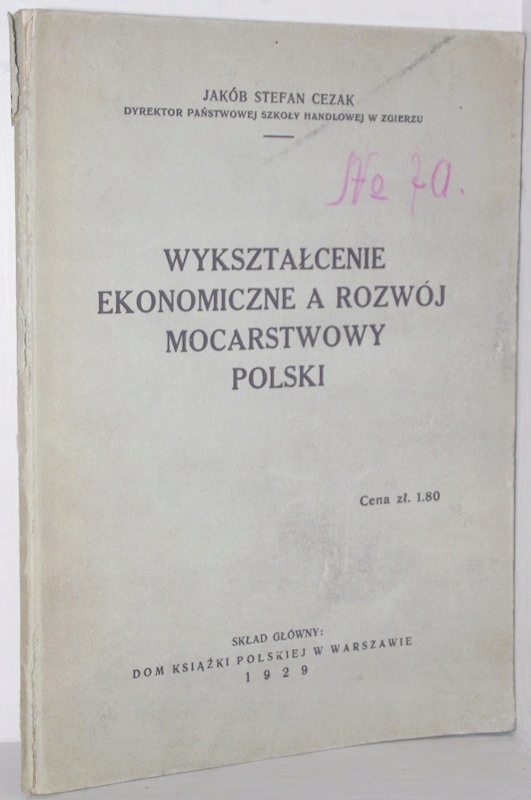 JAKÓB STEFAN CEZAK
DYREKTOR PAŃSTWOWEJ SZKOŁY HANDLOWEJ W ZGIERZU
№ 7a.
WYKSZTAŁCENIE
EKONOMICZNE A ROZWÓJ
MOCARSTWOWY
POLSKI
Cena zł. 1.80
SKŁAD GŁÓWNY:
DOM KSIĄŻKI POLSKIEJ W WARSZAWIE
1929